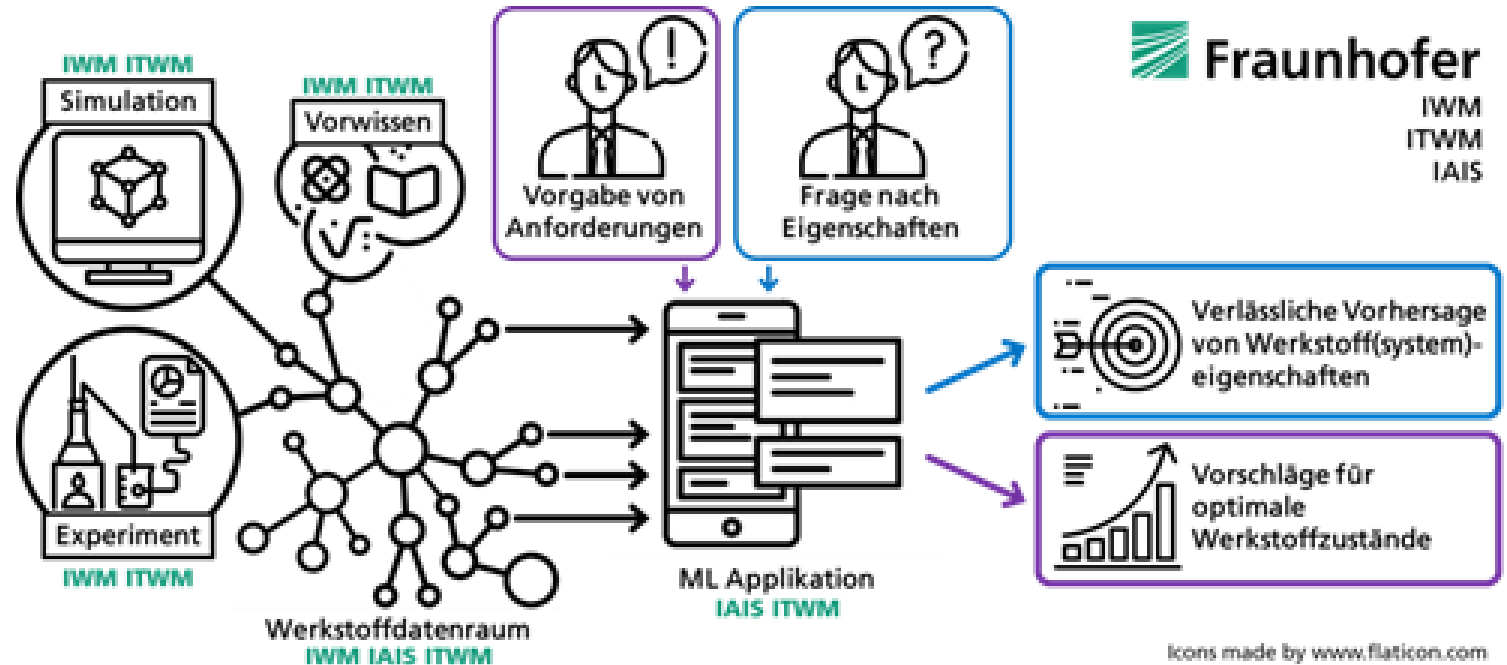 IWM ITWM
Simulation
IWM ITWM
Vorwissen
!
Vorgabe von
Anforderungen
?
Frage nach
Eigenschaften
Fraunhofer
IWM
ITWM
IAIS
Verlässliche Vorhersage
von Werkstoff(system)-
eigenschaften
Vorschläge für
optimale
Werkstoffzustände
Experiment
IWM ITWM
Werkstoffdatenraum
IWM IAIS ITWM
ML Applikation
IAIS ITWM
Icons made by www.flaticon.com